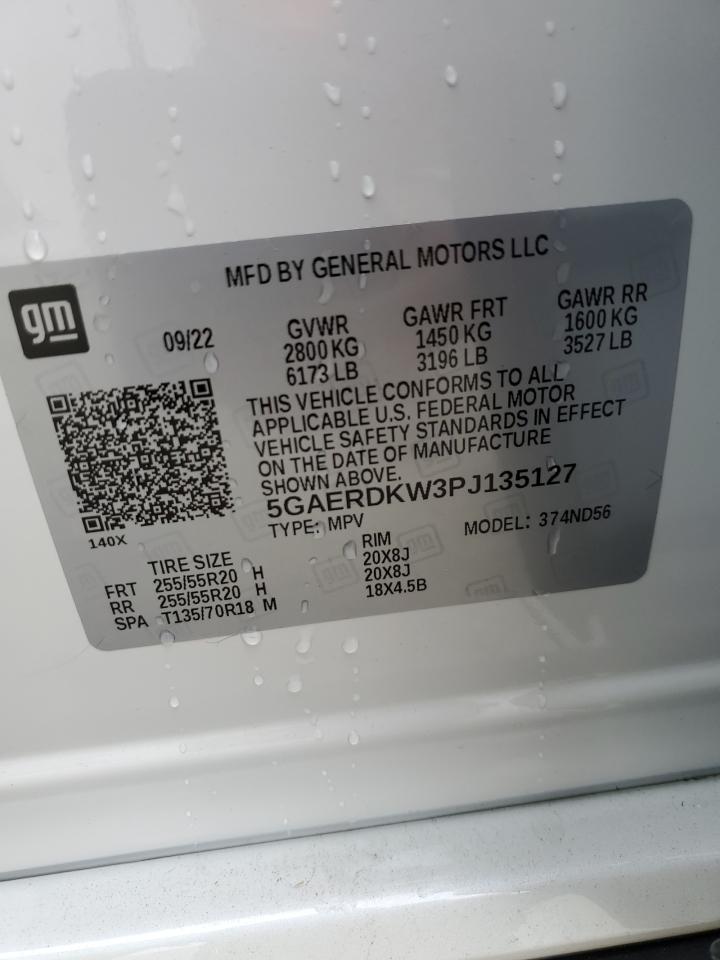 MFD BY GENERAL MOTORS LLC
gm
09/22
GVWR
2800 KG
6173 LB
GAWR FRT
1450 KG
3196 LB
GAWR RR
1600 KG
3527 LB
THIS VEHICLE CONFORMS TO ALL
APPLICABLE U.S. FEDERAL MOTOR
VEHICLE SAFETY STANDARDS IN EFFECT
ON THE DATE OF MANUFACTURE
SHOWN ABOVE.
5GAERDKW3PJ135127
TYPE: MPV MODEL: 374ND56
140X
TIRE SIZE RIM
FRT 255/55R20 H 20X8J
RR 255/55R20 H 20X8J
SPA T135/70R18 M 18X4.5B